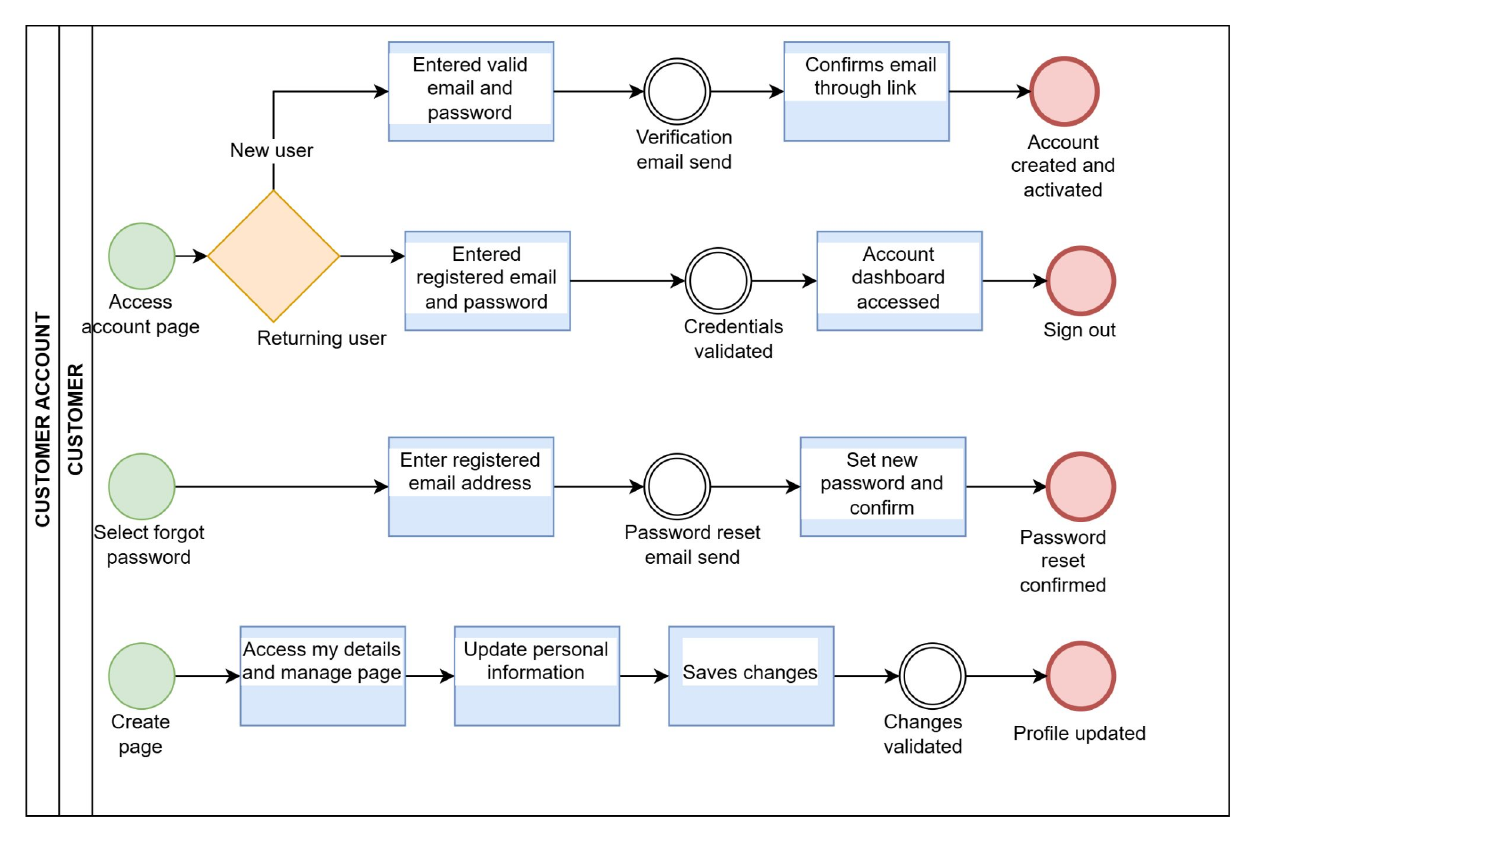 CUSTOMER ACCOUNT
CUSTOMER
Entered valid
email and
password
Verification
email send
Confirms email
through link
Account
created and
activated
New user
Access
account page
Returning user
Entered
registered email
and password
Credentials
validated
Account
dashboard
accessed
Sign out
Select forgot
password
Enter registered
email address
Password reset
email send
Set new
password and
confirm
Password
reset
confirmed
Create
page
Access my details
and manage page
Update personal
information
Saves changes
Changes
validated
Profile updated